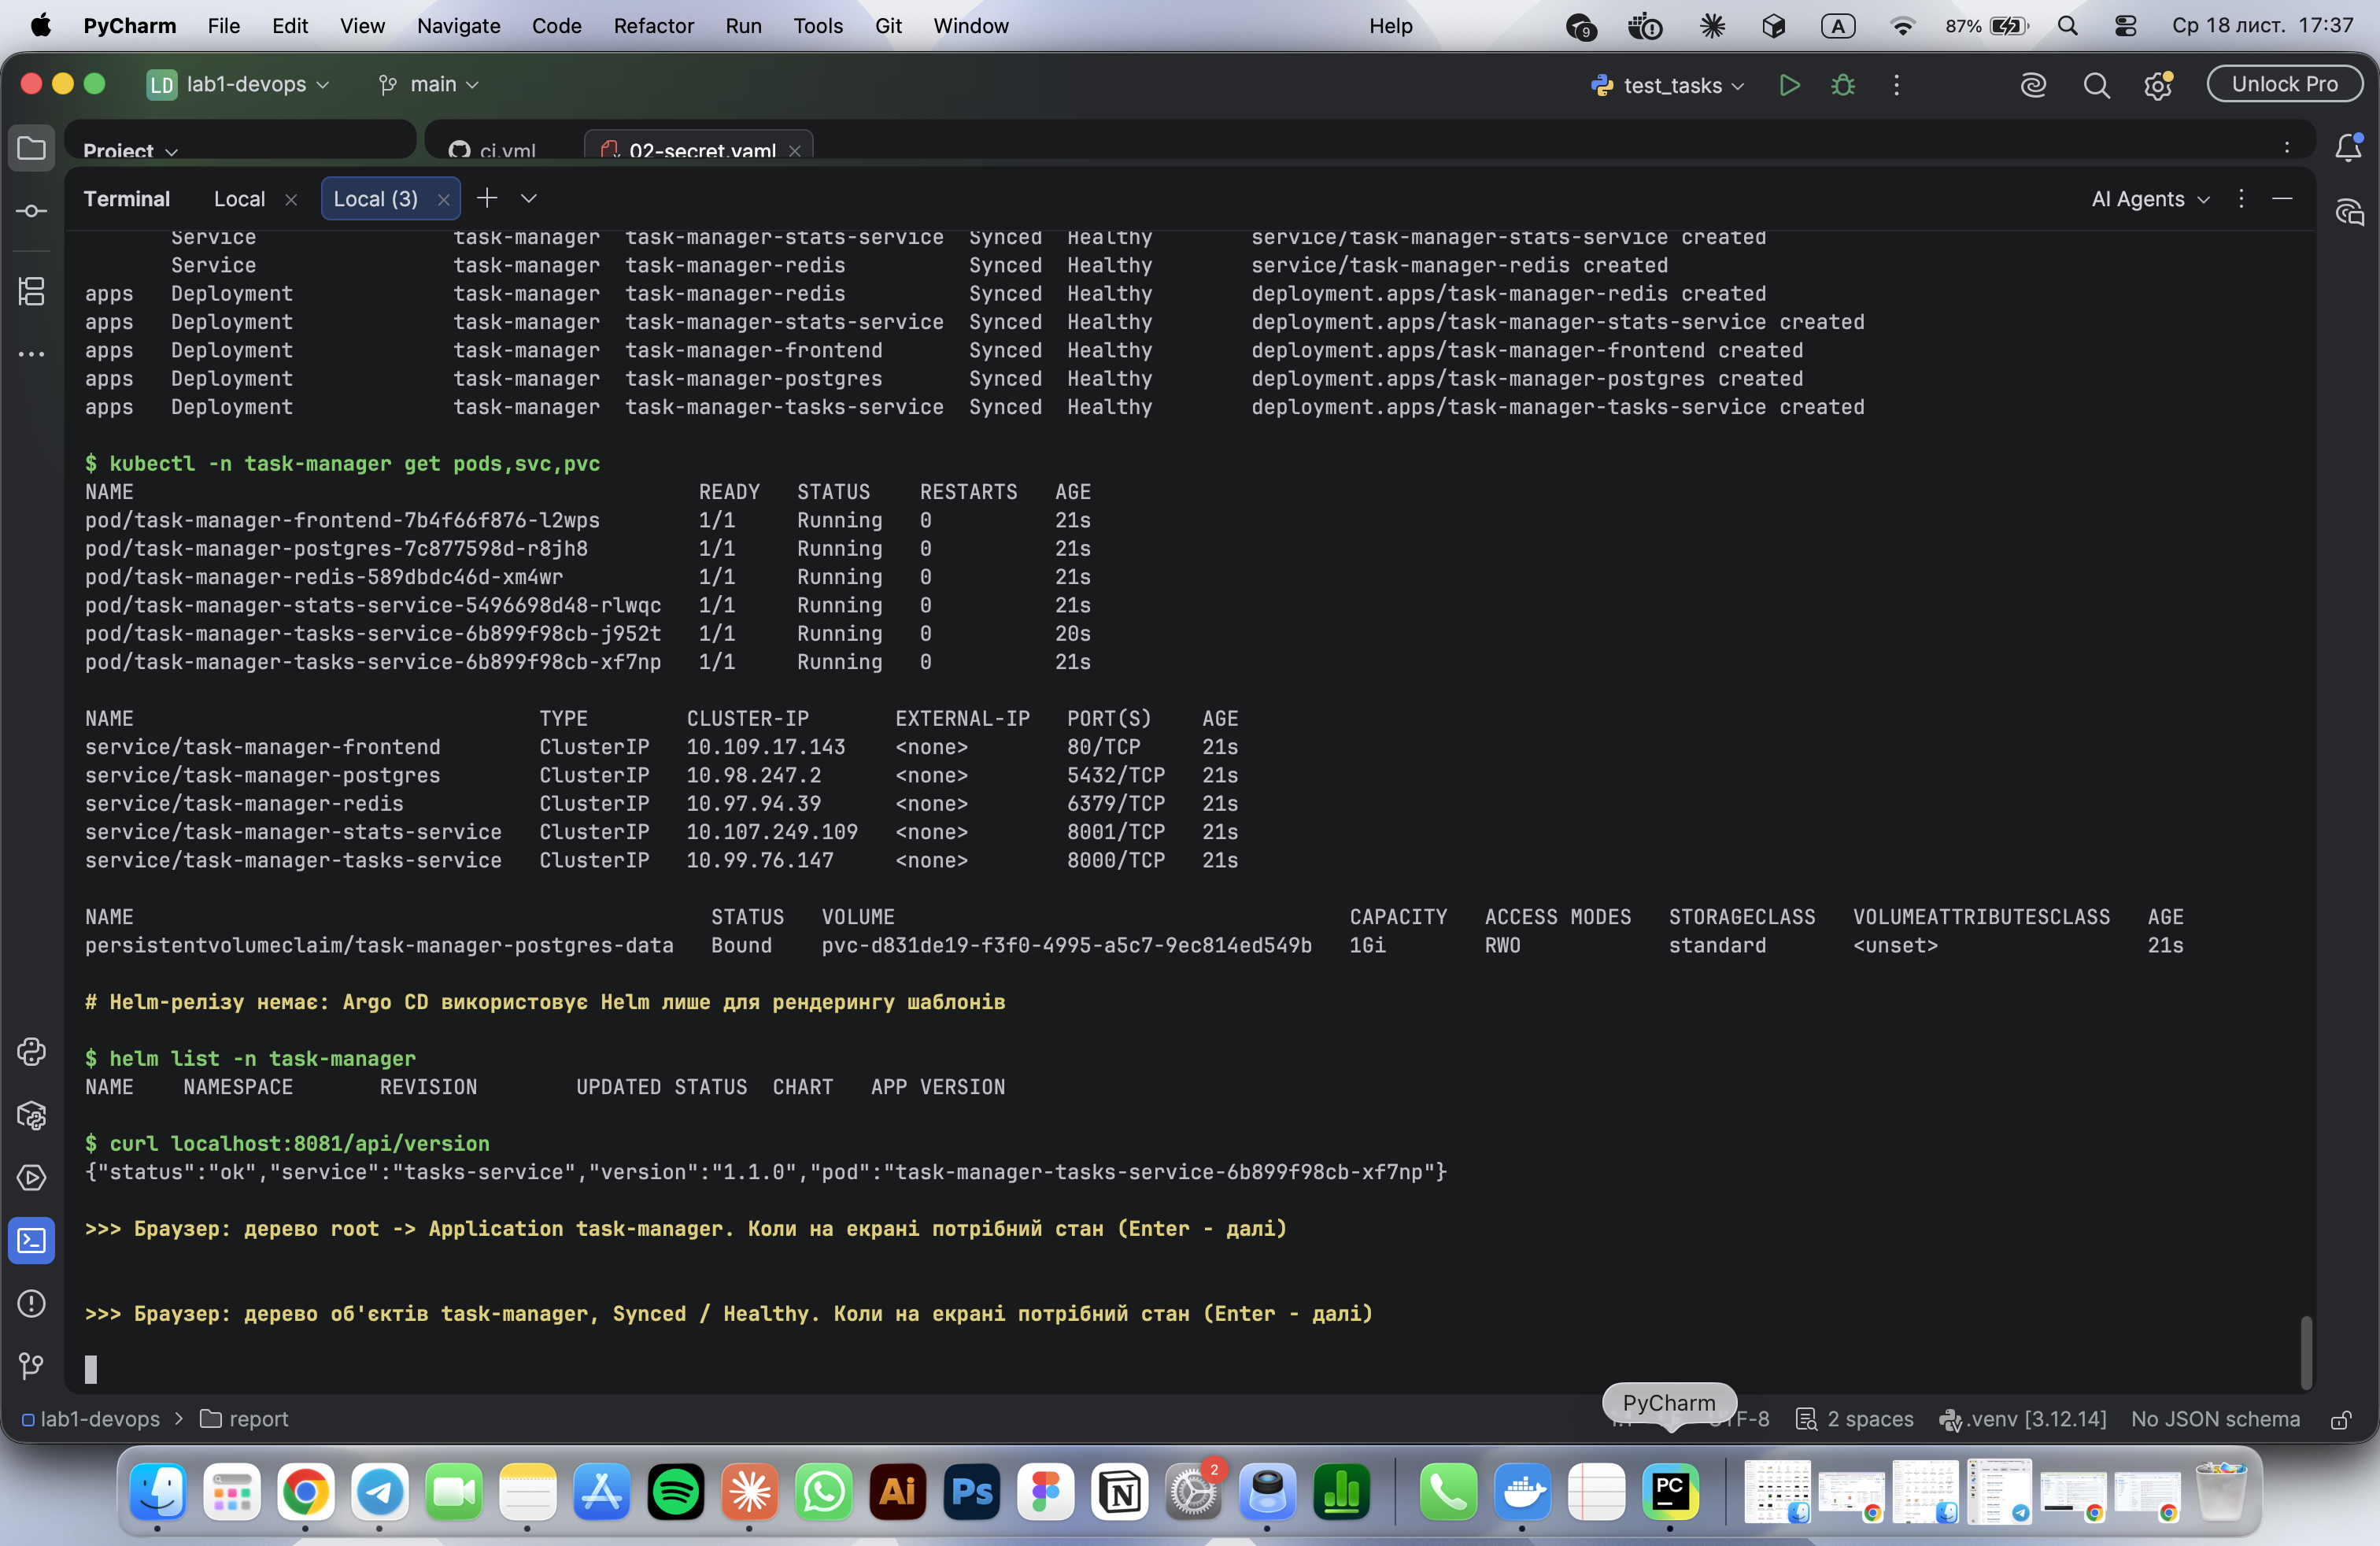 PyCharm File Edit View Navigate Code Refactor Run Tools Git Window Help 9 A 87% Ср 18 лист. 17:37
LD lab1-devops main test_tasks Unlock Pro
Project ci.yml 02-secret.yaml
Terminal Local Local (3) AI Agents
Service task-manager task-manager-stats-service Synced Healthy service/task-manager-stats-service created
Service task-manager task-manager-redis Synced Healthy service/task-manager-redis created
apps Deployment task-manager task-manager-redis Synced Healthy deployment.apps/task-manager-redis created
apps Deployment task-manager task-manager-stats-service Synced Healthy deployment.apps/task-manager-stats-service created
apps Deployment task-manager task-manager-frontend Synced Healthy deployment.apps/task-manager-frontend created
apps Deployment task-manager task-manager-postgres Synced Healthy deployment.apps/task-manager-postgres created
apps Deployment task-manager task-manager-tasks-service Synced Healthy deployment.apps/task-manager-tasks-service created
$ kubectl -n task-manager get pods,svc,pvc
NAME READY STATUS RESTARTS AGE
pod/task-manager-frontend-7b4f66f876-l2wps 1/1 Running 0 21s
pod/task-manager-postgres-7c877598d-r8jh8 1/1 Running 0 21s
pod/task-manager-redis-589dbdc46d-xm4wr 1/1 Running 0 21s
pod/task-manager-stats-service-5496698d48-rlwqc 1/1 Running 0 21s
pod/task-manager-tasks-service-6b899f98cb-j952t 1/1 Running 0 20s
pod/task-manager-tasks-service-6b899f98cb-xf7np 1/1 Running 0 21s
NAME TYPE CLUSTER-IP EXTERNAL-IP PORT(S) AGE
service/task-manager-frontend ClusterIP 10.109.17.143 <none> 80/TCP 21s
service/task-manager-postgres ClusterIP 10.98.247.2 <none> 5432/TCP 21s
service/task-manager-redis ClusterIP 10.97.94.39 <none> 6379/TCP 21s
service/task-manager-stats-service ClusterIP 10.107.249.109 <none> 8001/TCP 21s
service/task-manager-tasks-service ClusterIP 10.99.76.147 <none> 8000/TCP 21s
NAME STATUS VOLUME CAPACITY ACCESS MODES STORAGECLASS VOLUMEATTRIBUTESCLASS AGE
persistentvolumeclaim/task-manager-postgres-data Bound pvc-d831de19-f3f0-4995-a5c7-9ec814ed549b 1Gi RWO standard <unset> 21s
# Helm-релізу немає: Argo CD використовує Helm лише для рендерингу шаблонів
$ helm list -n task-manager
NAME NAMESPACE REVISION UPDATED STATUS CHART APP VERSION
$ curl localhost:8081/api/version
{"status":"ok","service":"tasks-service","version":"1.1.0","pod":"task-manager-tasks-service-6b899f98cb-xf7np"}
>>> Браузер: дерево root -> Application task-manager. Коли на екрані потрібний стан (Enter - далі)
>>> Браузер: дерево об'єктів task-manager, Synced / Healthy. Коли на екрані потрібний стан (Enter - далі)
PyCharm
lab1-devops > report TF-8 2 spaces .venv [3.12.14] No JSON schema
2
Ai Ps PC